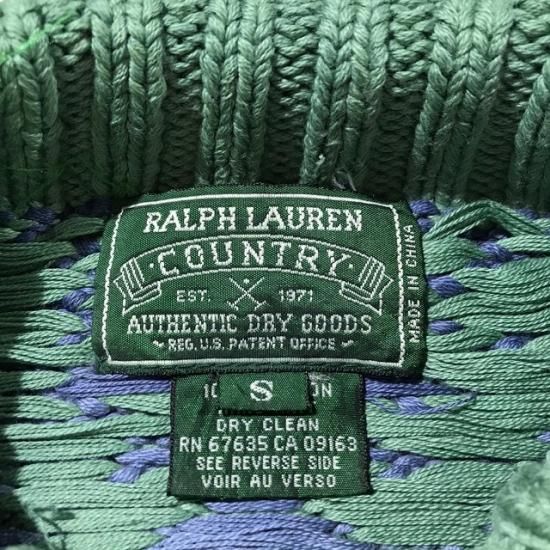 RALPH LAUREN
COUNTRY
EST. 1971
AUTHENTIC DRY GOODS
REG. U.S. PATENT OFFICE
MADE IN CHINA
S
DRY CLEAN
RN 67635 CA 09163
SEE REVERSE SIDE
VOIR AU VERSO